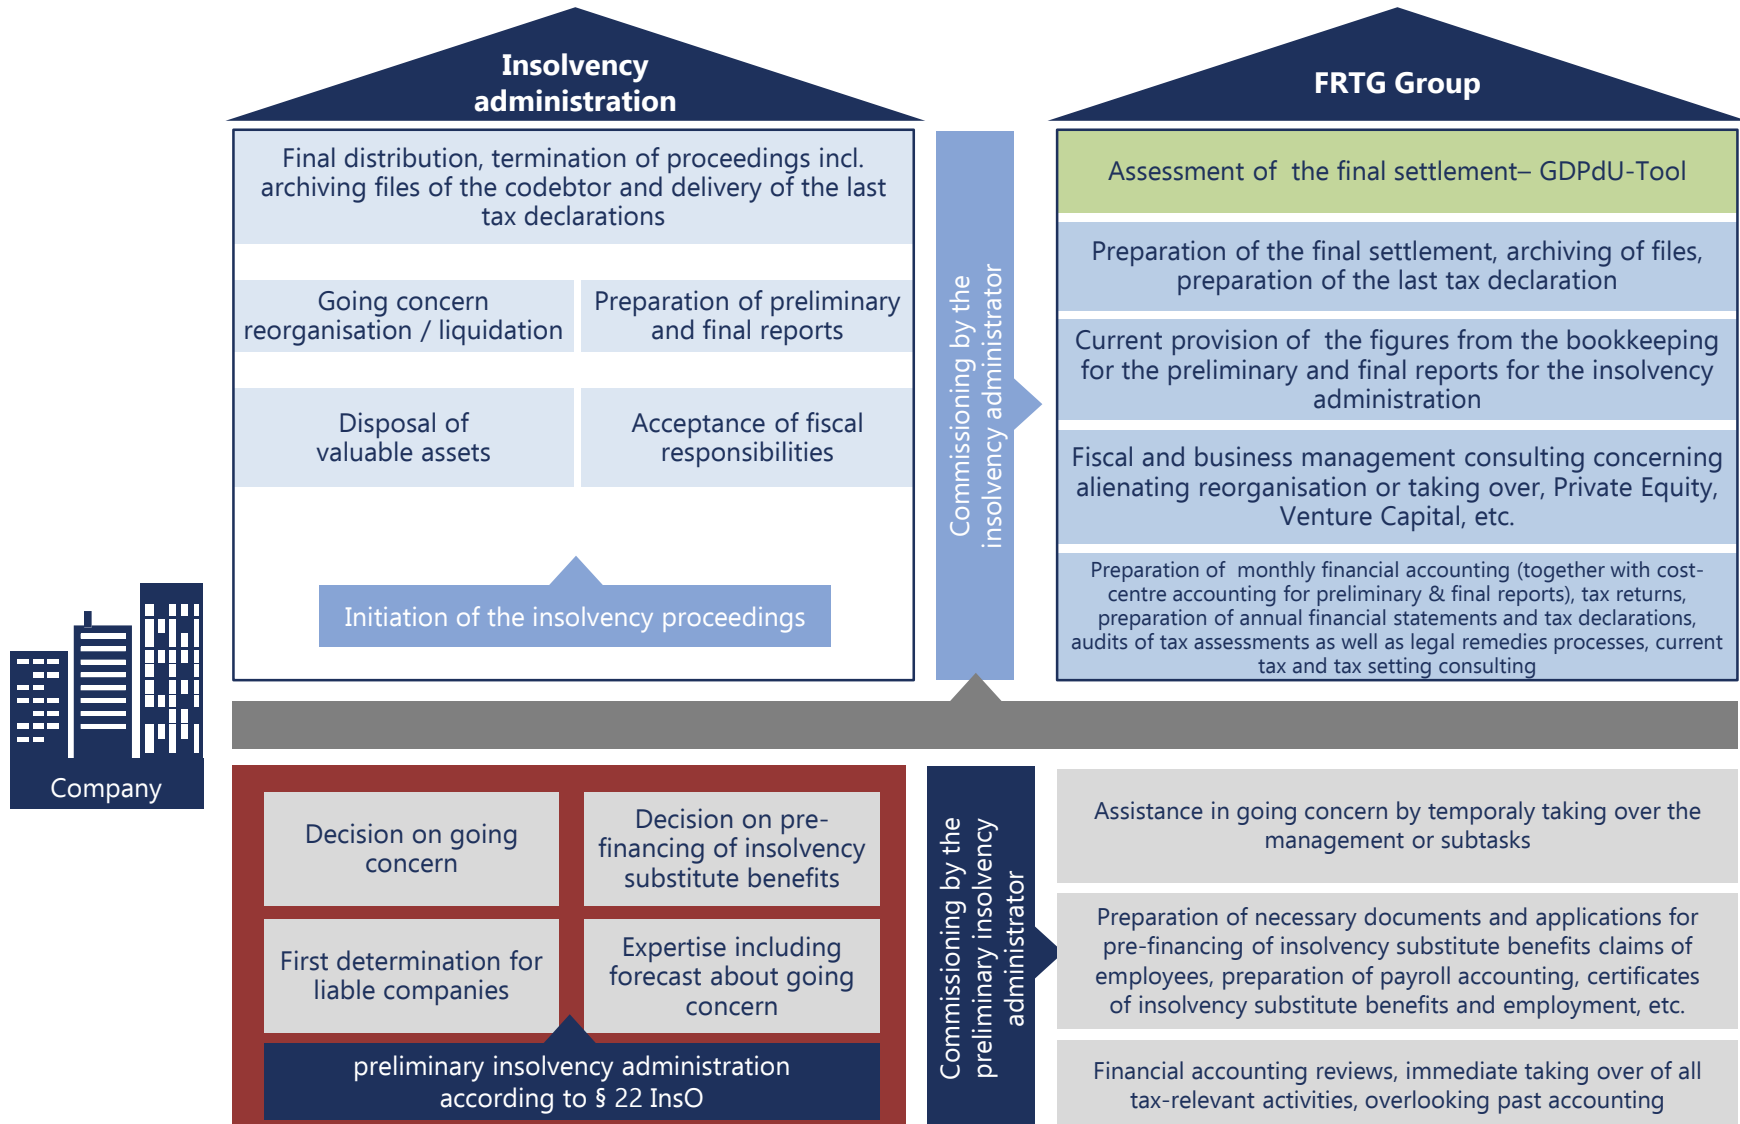 Insolvency
administration
FRTG Group
Final distribution, termination of proceedings incl.
archiving files of the codebtor and delivery of the last
tax declarations
Going concern
reorganisation / liquidation
Preparation of preliminary
and final reports
Disposal of
valuable assets
Acceptance of fiscal
responsibilities
Initiation of the insolvency proceedings
Commissioning by the
insolvency administrator
Assessment of the final settlement– GDPdU-Tool
Preparation of the final settlement, archiving of files,
preparation of the last tax declaration
Current provision of the figures from the bookkeeping
for the preliminary and final reports for the insolvency
administration
Fiscal and business management consulting concerning
alienating reorganisation or taking over, Private Equity,
Venture Capital, etc.
Preparation of monthly financial accounting (together with cost-
centre accounting for preliminary & final reports), tax returns,
preparation of annual financial statements and tax declarations,
audits of tax assessments as well as legal remedies processes, current
tax and tax setting consulting
Company
Decision on going
concern
Decision on pre-
financing of insolvency
substitute benefits
First determination for
liable companies
Expertise including
forecast about going
concern
preliminary insolvency administration
according to § 22 InsO
Commissioning by the
preliminary insolvency
administrator
Assistance in going concern by temporaly taking over the
management or subtasks
Preparation of necessary documents and applications for
pre-financing of insolvency substitute benefits claims of
employees, preparation of payroll accounting, certificates
of insolvency substitute benefits and employment, etc.
Financial accounting reviews, immediate taking over of all
tax-relevant activities, overlooking past accounting